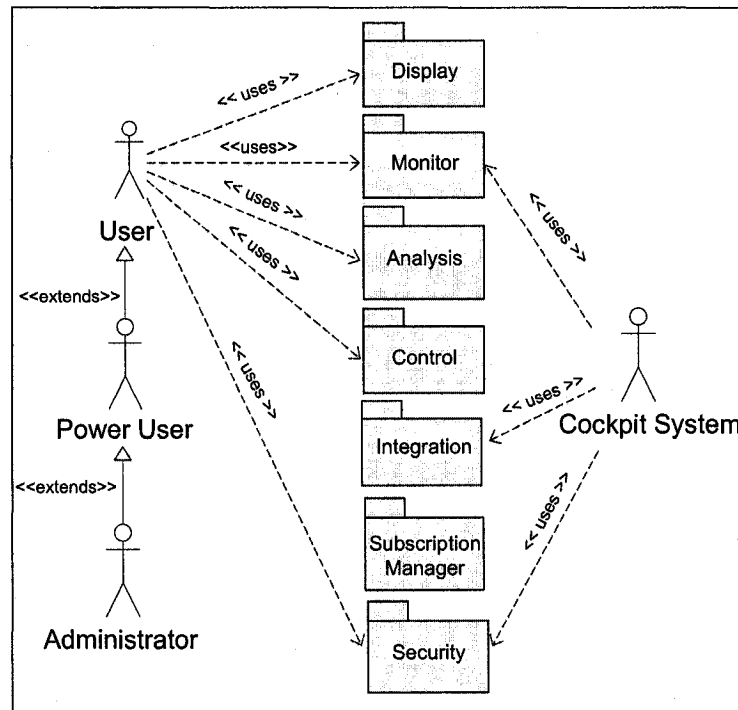 Display
<< uses >>
Monitor
<<uses>>
<< uses >>
<< uses >>
User
Analysis
<< uses >>
<<extends>>
Control
<< uses >>
Power User
Integration
<< uses >>
Cockpit System
<<extends>>
Subscription
Manager
<< uses >>
Administrator
Security